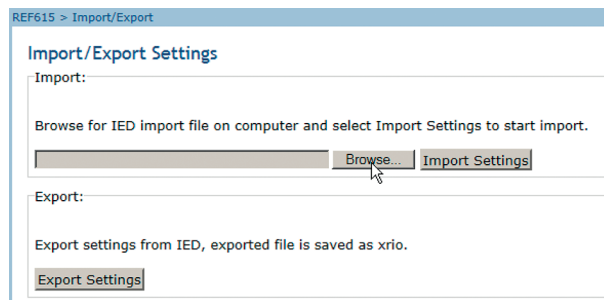 REF615 > Import/Export
Import/Export Settings
Import:
Browse for IED import file on computer and select Import Settings to start import.
Browse... Import Settings
Export:
Export settings from IED, exported file is saved as xrio.
Export Settings